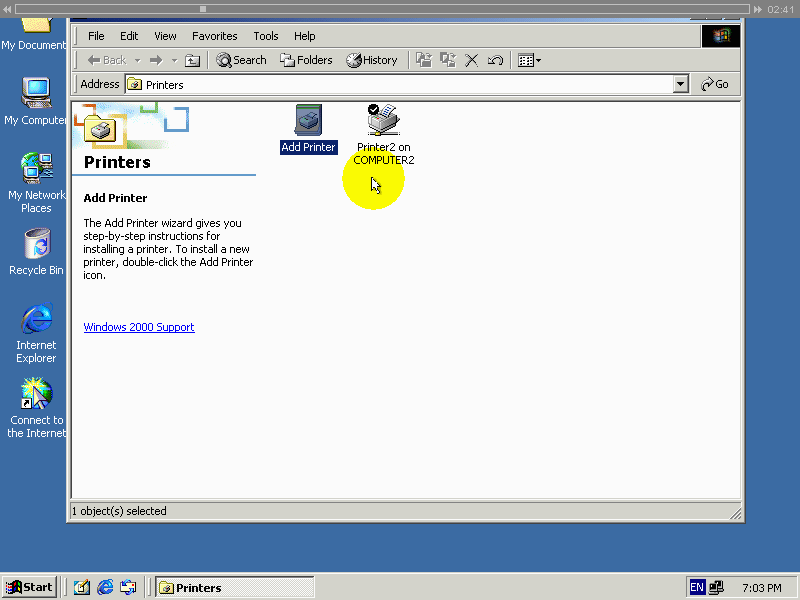 02:41
My Document
File Edit View Favorites Tools Help
Back Search Folders History
Address Printers Go
My Computer
Add Printer
Printer2 on
COMPUTER2
Printers
Add Printer
The Add Printer wizard gives you
step-by-step instructions for
installing a printer. To install a new
printer, double-click the Add Printer
icon.
Windows 2000 Support
My Network
Places
Recycle Bin
Internet
Explorer
Connect to
the Internet
1 object(s) selected
Start Printers EN 7:03 PM